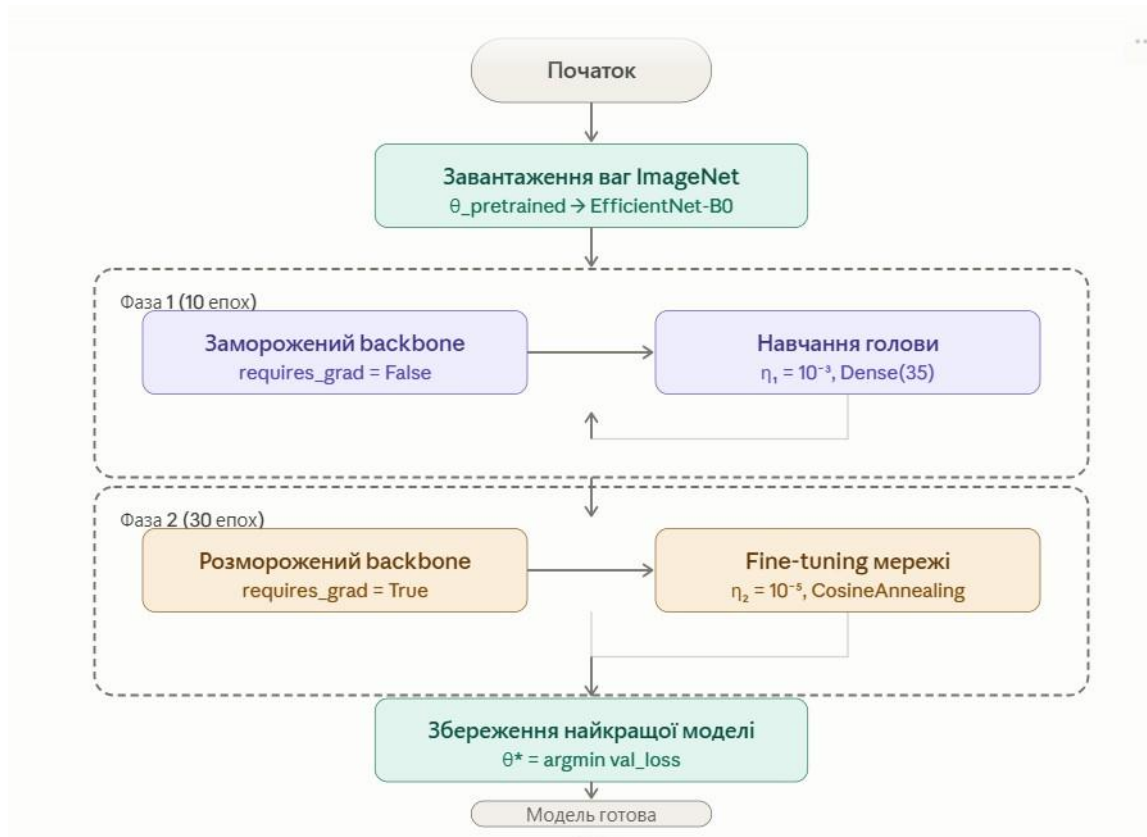 Початок
Завантаження ваг ImageNet
θ_pretrained → EfficientNet-B0
Фаза 1 (10 епох)
Заморожений backbone
requires_grad = False
Навчання голови
η₁ = 10⁻³, Dense(35)
Фаза 2 (30 епох)
Розморожений backbone
requires_grad = True
Fine-tuning мережі
η₂ = 10⁻⁵, CosineAnnealing
Збереження найкращої моделі
θ* = argmin val_loss
Модель готова